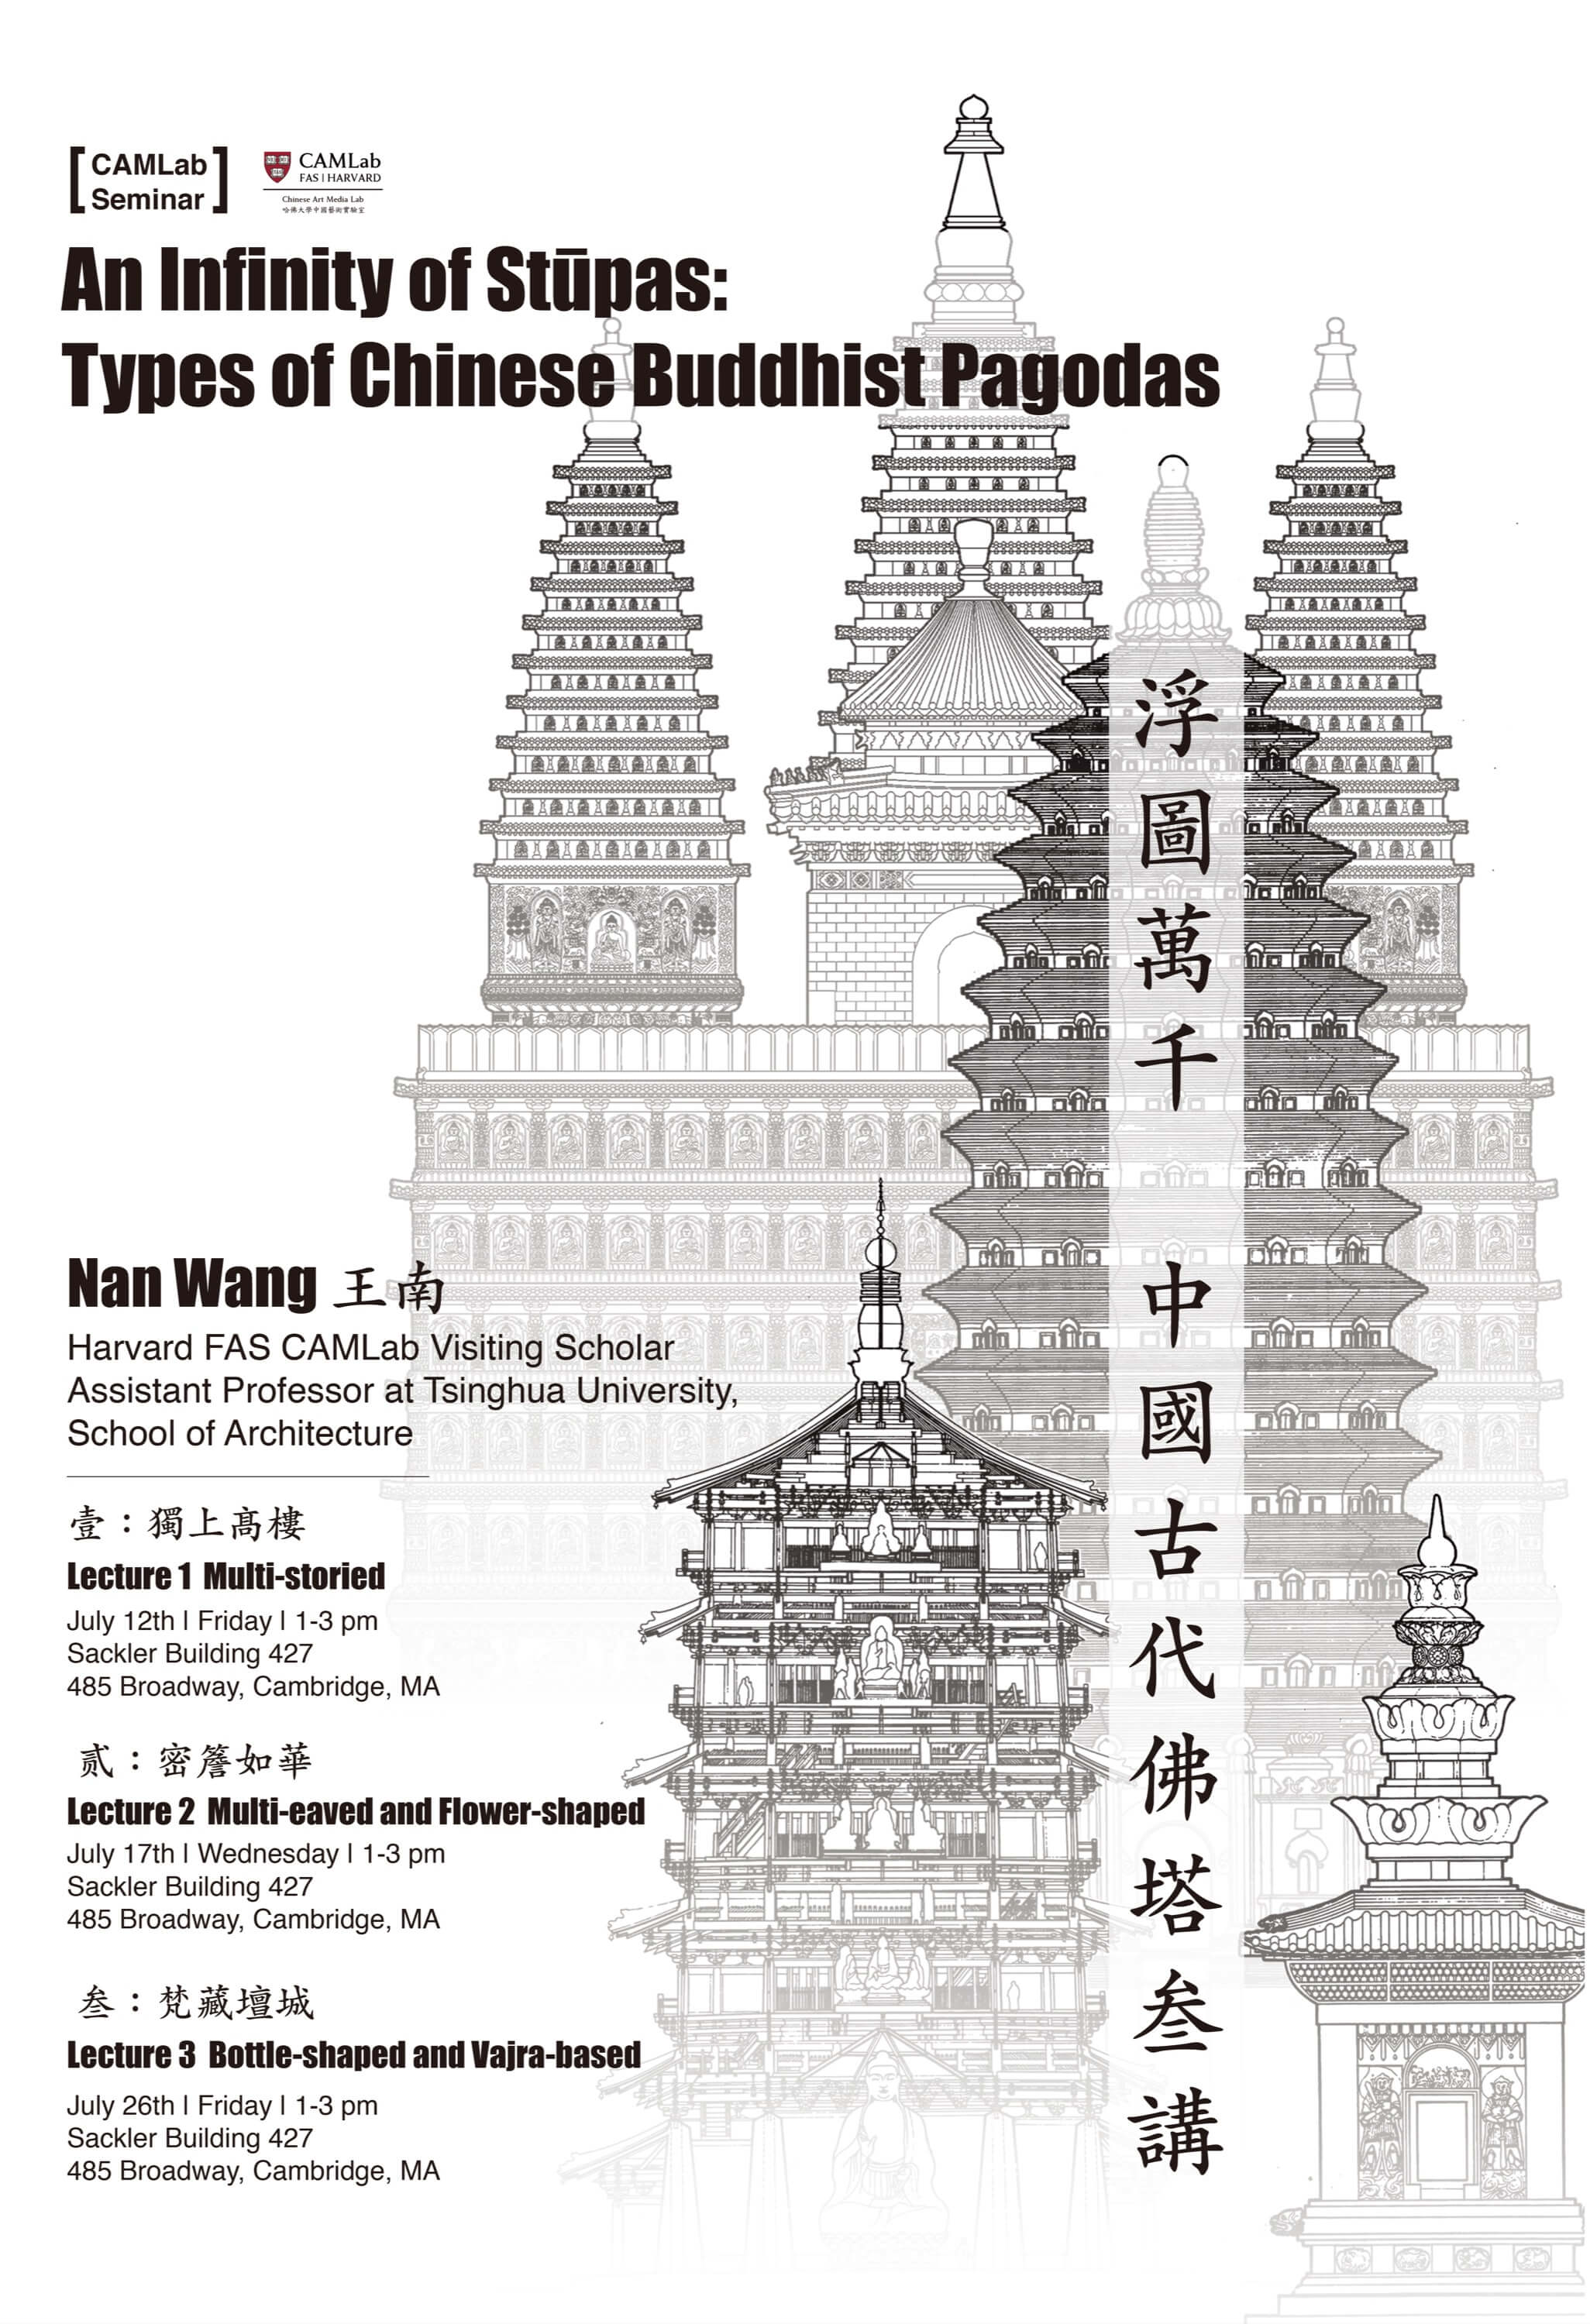 [CAMLab
Seminar]
CAMLab
FAS | HARVARD
Chinese Art Media Lab
哈佛大學中國藝術實驗室
An Infinity of Stūpas:
Types of Chinese Buddhist Pagodas
浮圖萬千 中國古代佛塔叁講
Nan Wang 王南
Harvard FAS CAMLab Visiting Scholar
Assistant Professor at Tsinghua University,
School of Architecture
壹：獨上高樓
Lecture 1 Multi-storied
July 12th | Friday | 1-3 pm
Sackler Building 427
485 Broadway, Cambridge, MA
贰：密簷如華
Lecture 2 Multi-eaved and Flower-shaped
July 17th | Wednesday | 1-3 pm
Sackler Building 427
485 Broadway, Cambridge, MA
叁：梵藏壇城
Lecture 3 Bottle-shaped and Vajra-based
July 26th | Friday | 1-3 pm
Sackler Building 427
485 Broadway, Cambridge, MA